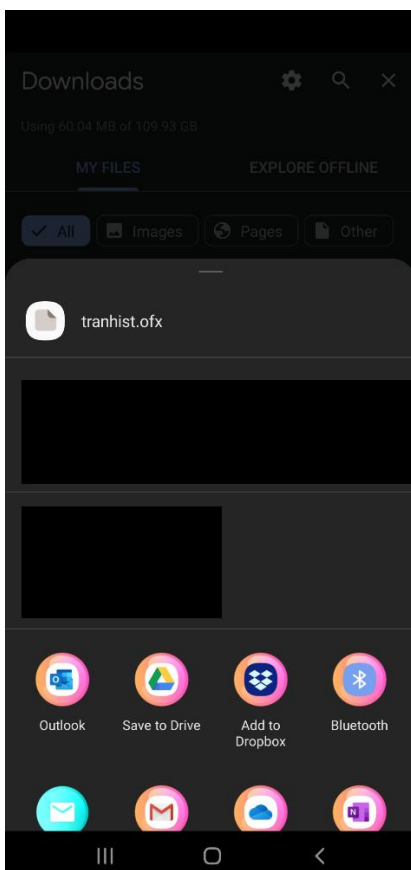 Downloads
Using 60.04 MB of 109.93 GB
MY FILES EXPLORE OFFLINE
All Images Pages Other
tranhist.ofx
Outlook Save to Drive Add to Dropbox Bluetooth